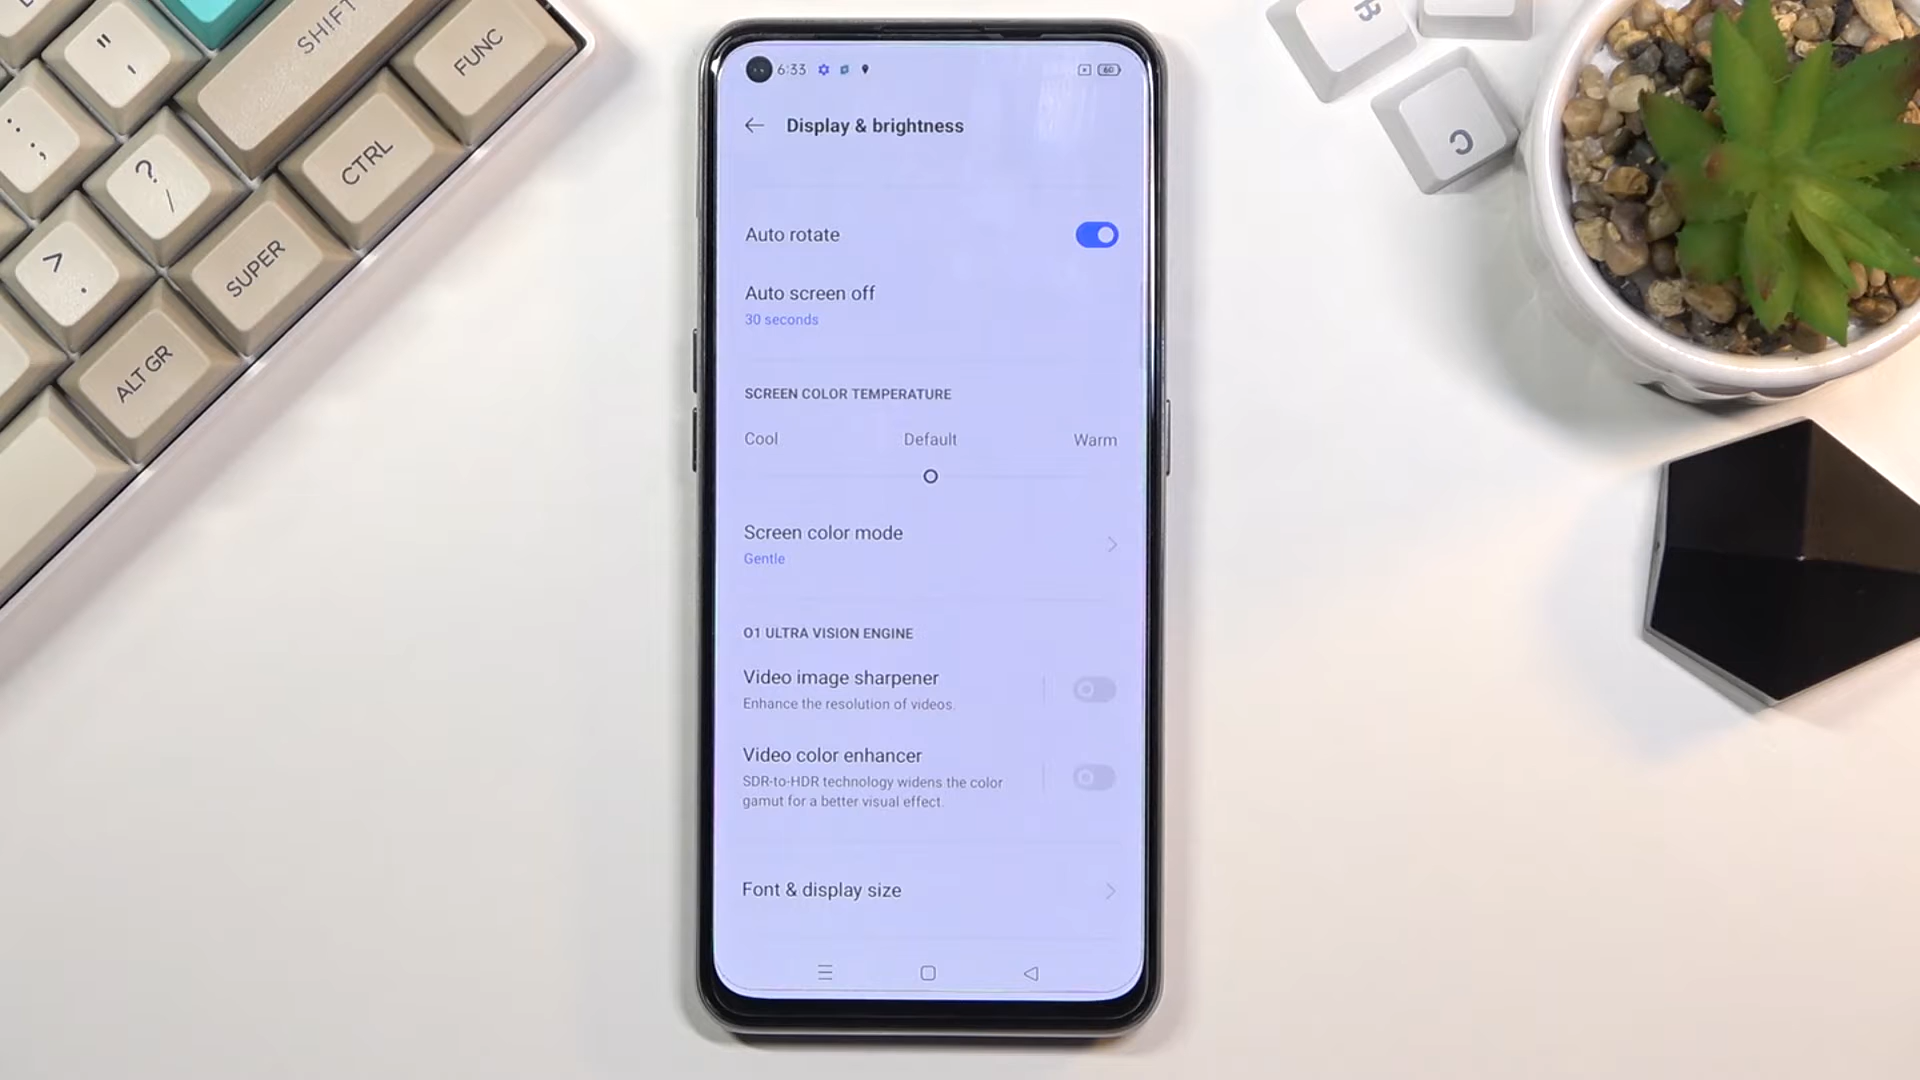 SHIFT
FUNC
"
,
;
CTRL
?
/
SUPER
>
.
ALT GR
C
6:33
60
Display & brightness
Auto rotate
Auto screen off
30 seconds
SCREEN COLOR TEMPERATURE
Cool Default Warm
Screen color mode
Gentle
O1 ULTRA VISION ENGINE
Video image sharpener
Enhance the resolution of videos.
Video color enhancer
SDR-to-HDR technology widens the color
gamut for a better visual effect.
Font & display size